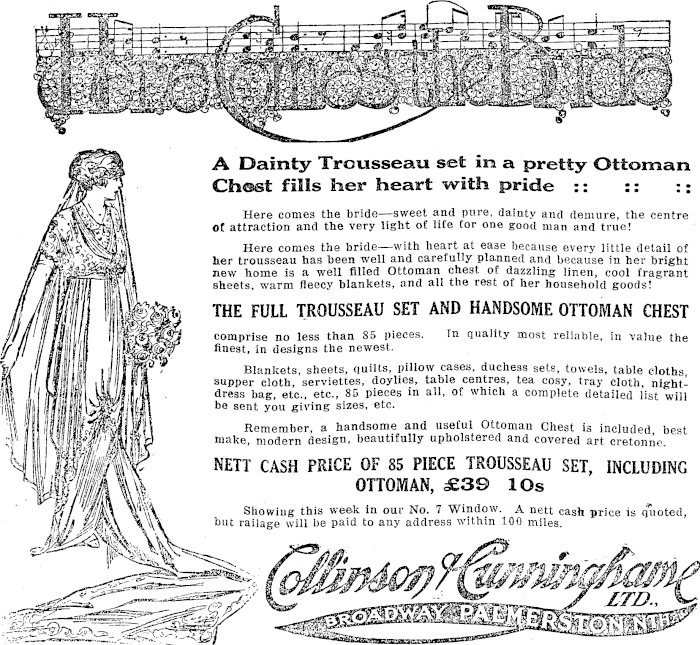 Here Comes the Bride
A Dainty Trousseau set in a pretty Ottoman
Chest fills her heart with pride :: :: ::
Here comes the bride—sweet and pure, dainty and demure, the centre
of attraction and the very light of life for one good man and true!
Here comes the bride—with heart at ease because every little detail of
her trousseau has been well and carefully planned and because in her bright
new home is a well filled Ottoman chest of dazzling linen, cool fragrant
sheets, warm fleecy blankets, and all the rest of her household goods!
THE FULL TROUSSEAU SET AND HANDSOME OTTOMAN CHEST
comprise no less than 85 pieces. In quality most reliable, in value the
finest, in designs the newest.
Blankets, sheets, quilts, pillow cases, duchess sets, towels, table cloths,
supper cloth, serviettes, doylies, table centres, tea cosy, tray cloth, night-
dress bag, etc., etc., 85 pieces in all, of which a complete detailed list will
be sent you giving sizes, etc.
Remember, a handsome and useful Ottoman Chest is included, best
make, modern design, beautifully upholstered and covered art cretonne.
NETT CASH PRICE OF 85 PIECE TROUSSEAU SET, INCLUDING
OTTOMAN, £39 10s
Showing this week in our No. 7 Window. A nett cash price is quoted,
but railage will be paid to any address within 100 miles.
Collinson & Cunninghame
LTD.,
BROADWAY PALMERSTON NTH